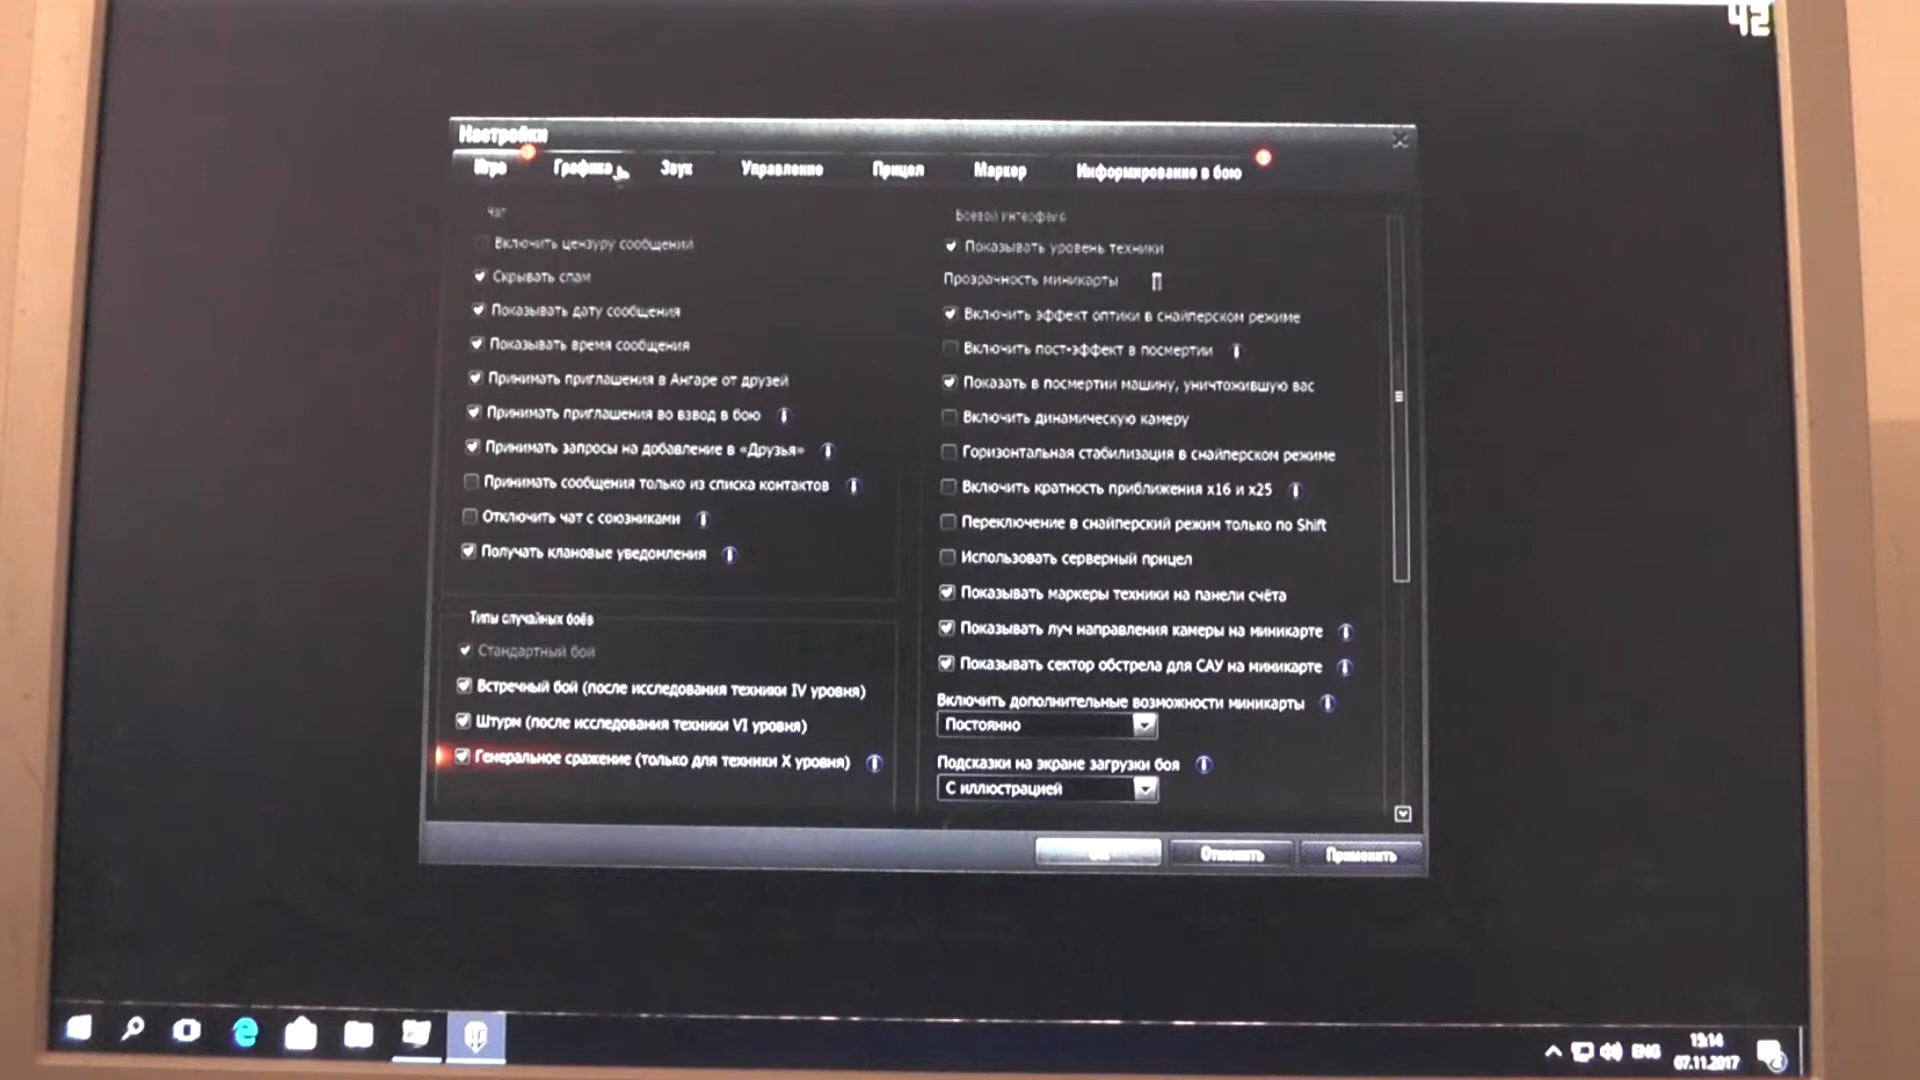 42
Настройки
Игра Графика Звук Управление Прицел Маркер Информирование в бою
Чат
Включить цензуру сообщений
Скрывать спам
Показывать дату сообщения
Показывать время сообщения
Принимать приглашения в Ангаре от друзей
Принимать приглашения во взвод в бою
Принимать запросы на добавление в «Друзья»
Принимать сообщения только из списка контактов
Отключить чат с союзниками
Получать клановые уведомления
Типы случайных боёв
Стандартный бой
Встречный бой (после исследования техники IV уровня)
Штурм (после исследования техники VI уровня)
Генеральное сражение (только для техники X уровня)
Боевой интерфейс
Показывать уровень техники
Прозрачность миникарты
Включить эффект оптики в снайперском режиме
Включить пост-эффект в посмертии
Показать в посмертии машину, уничтожившую вас
Включить динамическую камеру
Горизонтальная стабилизация в снайперском режиме
Включить кратность приближения x16 и x25
Переключение в снайперский режим только по Shift
Использовать серверный прицел
Показывать маркеры техники на панели счёта
Показывать луч направления камеры на миникарте
Показывать сектор обстрела для САУ на миникарте
Включить дополнительные возможности миникарты
Постоянно
Подсказки на экране загрузки боя
С иллюстрацией
Отменить Применить
ENG
19:14
07.11.2017